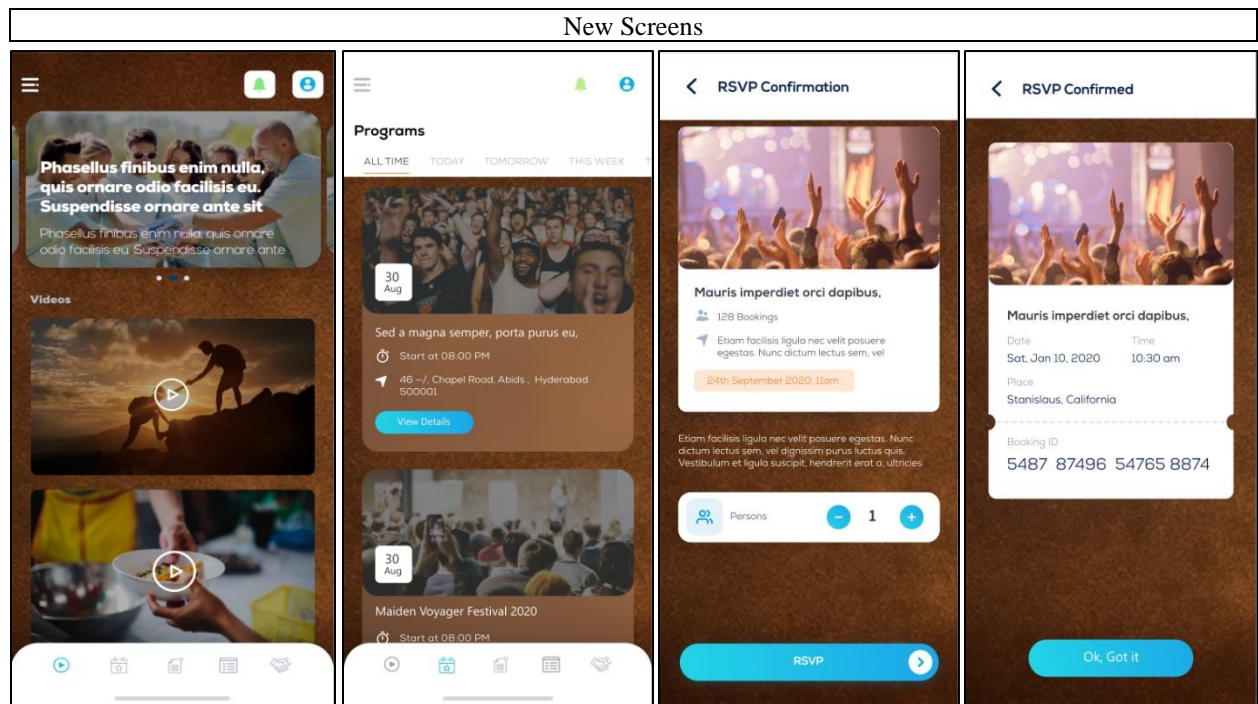 New Screens
Phasellus finibus enim nulla,
quis ornare odio facilisis eu.
Suspendisse ornare ante sit
Phasellus finibus enim nulla, quis ornare
odio facilisis eu. Suspendisse ornare ante
Videos
Programs
ALL TIME TODAY TOMORROW THIS WEEK T
30
Aug
Sed a magna semper, porta purus eu,
Start at 08:00 PM
46 –/, Chapel Road, Abids , Hyderabad
500001
View Details
30
Aug
Maiden Voyager Festival 2020
Start at 08:00 PM
RSVP Confirmation
Mauris imperdiet orci dapibus,
128 Bookings
Etiam facilisis ligula nec velit posuere
egestas. Nunc dictum lectus sem, vel
24th September 2020, 11am
Etiam facilisis ligula nec velit posuere egestas. Nunc
dictum lectus sem, vel dignissim purus luctus quis.
Vestibulum et ligula suscipit, hendrerit erat a, ultricies
Persons 1
RSVP
RSVP Confirmed
Mauris imperdiet orci dapibus,
Date Time
Sat, Jan 10, 2020 10:30 am
Place
Stanislaus, California
Booking ID
5487 87496 54765 8874
Ok, Got it